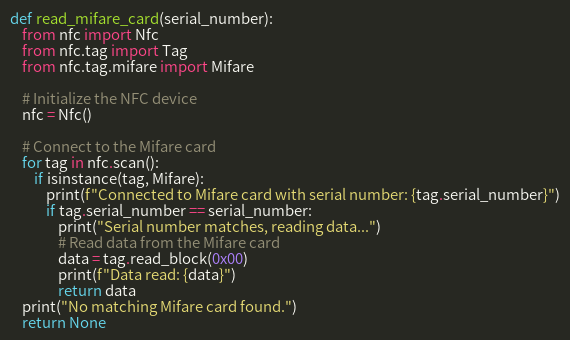 def read_mifare_card(serial_number):
from nfc import Nfc
from nfc.tag import Tag
from nfc.tag.mifare import Mifare
# Initialize the NFC device
nfc = Nfc()
# Connect to the Mifare card
for tag in nfc.scan():
if isinstance(tag, Mifare):
print(f"Connected to Mifare card with serial number: {tag.serial_number}")
if tag.serial_number == serial_number:
print("Serial number matches, reading data...")
# Read data from the Mifare card
data = tag.read_block(0x00)
print(f"Data read: {data}")
return data
print("No matching Mifare card found.")
return None